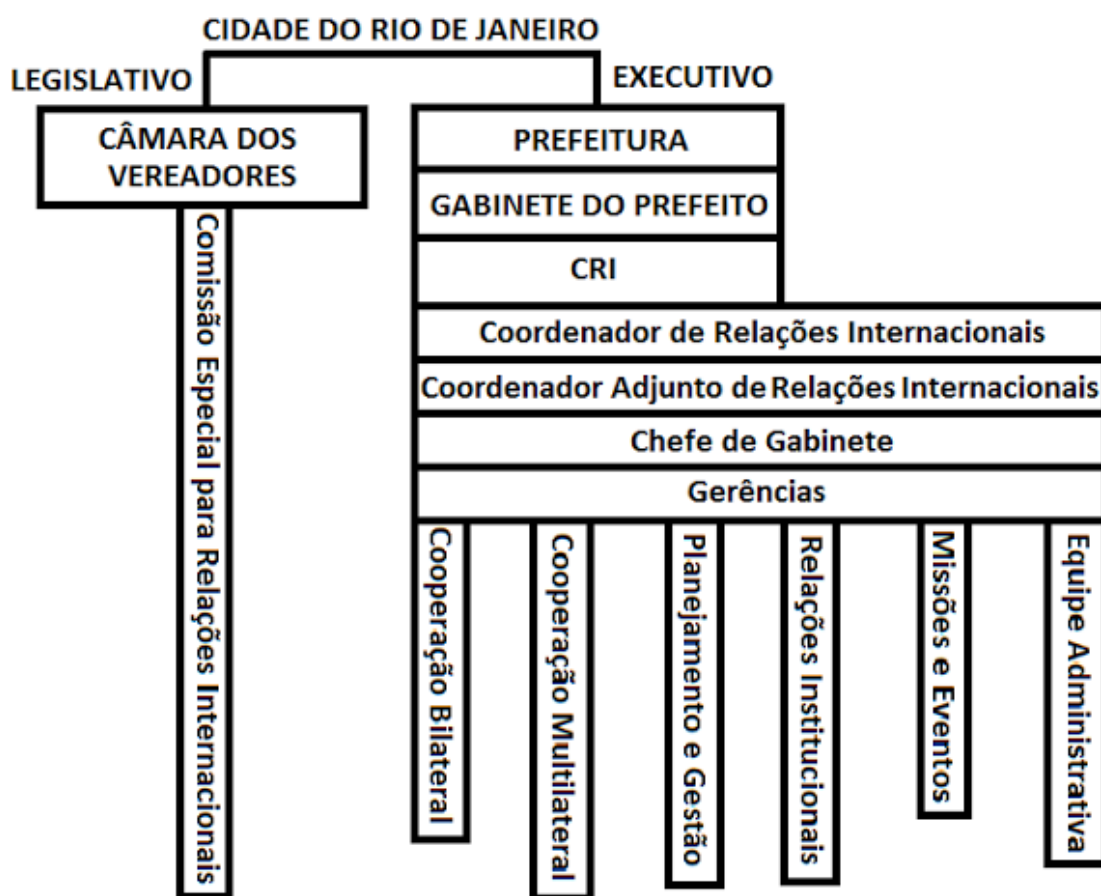 CIDADE DO RIO DE JANEIRO
LEGISLATIVO
EXECUTIVO
CÂMARA DOS
VEREADORES
PREFEITURA
GABINETE DO PREFEITO
CRI
Coordenador de Relações Internacionais
Coordenador Adjunto de Relações Internacionais
Chefe de Gabinete
Gerências
Comissão Especial para Relações Internacionais
Cooperação Bilateral
Cooperação Multilateral
Planejamento e Gestão
Relações Institucionais
Missões e Eventos
Equipe Administrativa